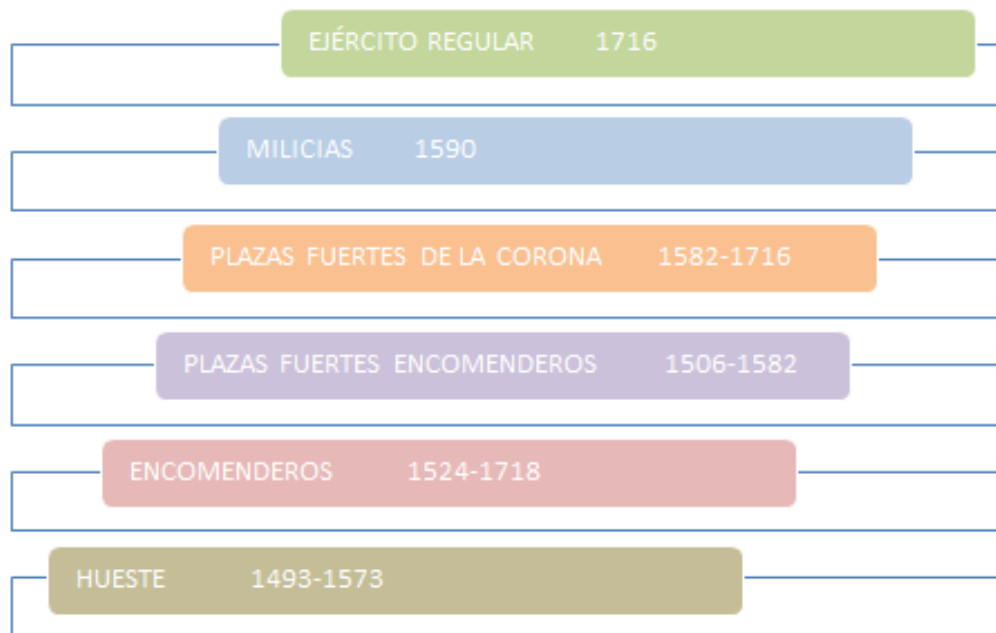 EJÉRCITO REGULAR 1716
MILICIAS 1590
PLAZAS FUERTES DE LA CORONA 1582-1716
PLAZAS FUERTES ENCOMENDEROS 1506-1582
ENCOMENDEROS 1524-1718
HUESTE 1493-1573